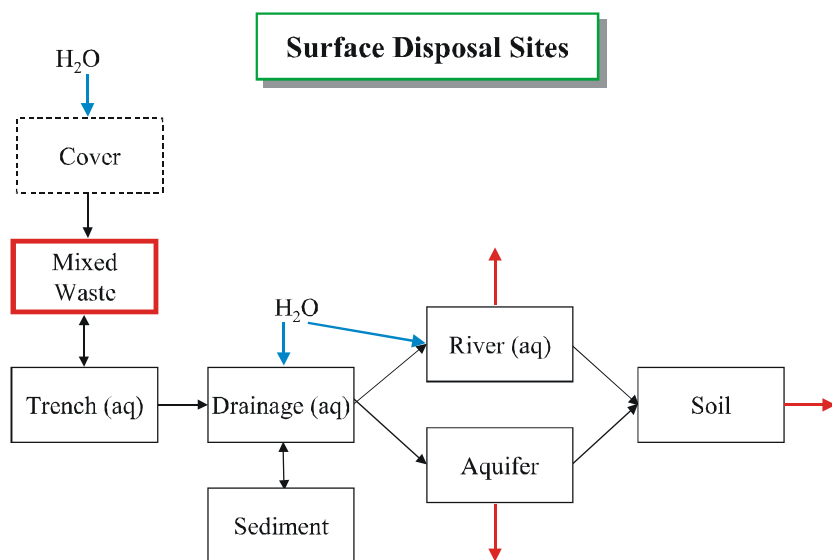 Surface Disposal Sites
H₂O
Cover
Mixed
Waste
H₂O
River (aq)
Trench (aq)
Drainage (aq)
Soil
Aquifer
Sediment